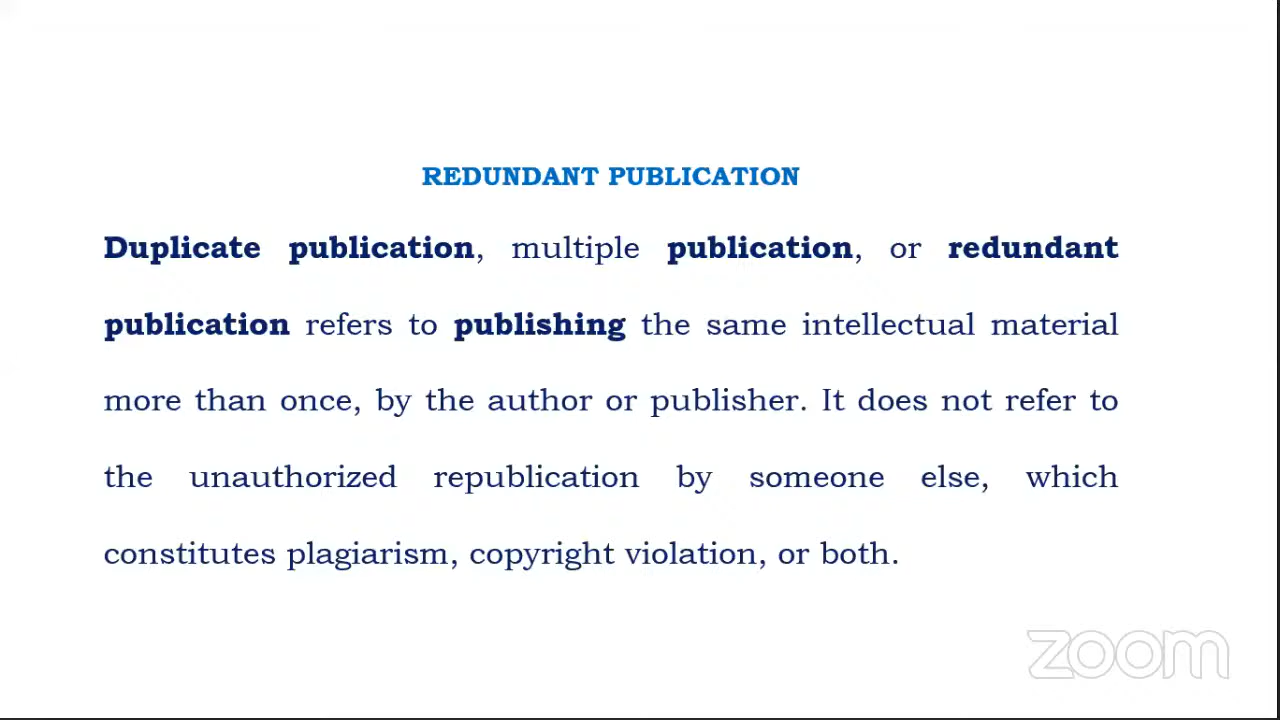 REDUNDANT PUBLICATION
Duplicate publication, multiple publication, or redundant
publication refers to publishing the same intellectual material
more than once, by the author or publisher. It does not refer to
the unauthorized republication by someone else, which
constitutes plagiarism, copyright violation, or both.
zoom